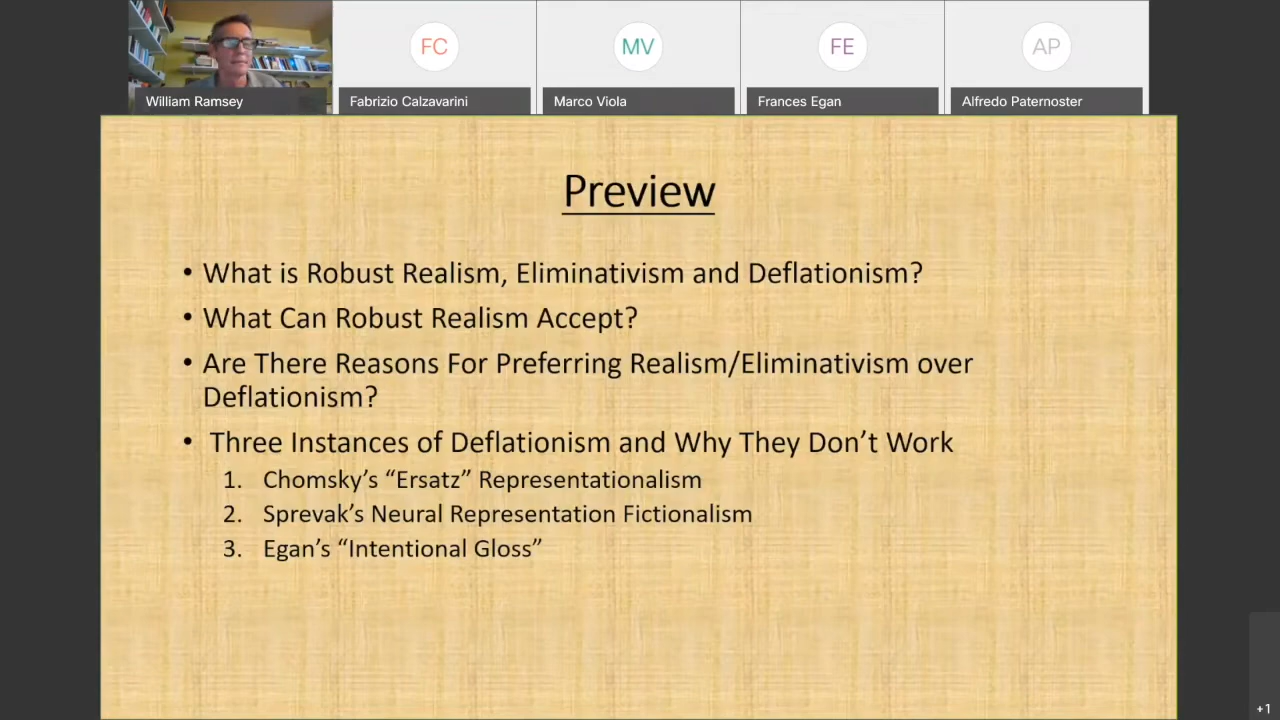 FC
MV
FE
AP
William Ramsey
Fabrizio Calzavarini
Marco Viola
Frances Egan
Alfredo Paternoster
Preview
• What is Robust Realism, Eliminativism and Deflationism?
• What Can Robust Realism Accept?
• Are There Reasons For Preferring Realism/Eliminativism over
Deflationism?
• Three Instances of Deflationism and Why They Don’t Work
1. Chomsky’s “Ersatz” Representationalism
2. Sprevak’s Neural Representation Fictionalism
3. Egan’s “Intentional Gloss”
+1